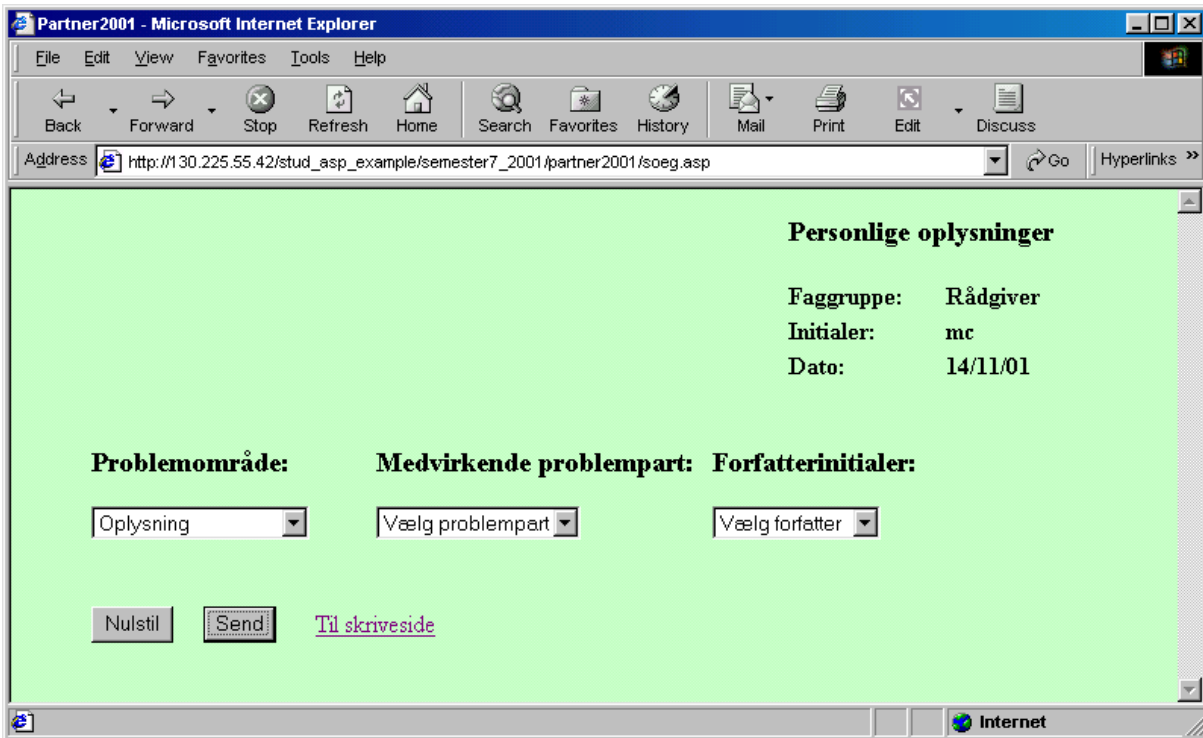 Partner2001 - Microsoft Internet Explorer
File Edit View Favorites Tools Help
Back Forward Stop Refresh Home Search Favorites History Mail Print Edit Discuss
Address http://130.225.55.42/stud_asp_example/semester7_2001/partner2001/soeg.asp Go Hyperlinks »
Personlige oplysninger
Faggruppe: Rådgiver
Initialer: mc
Dato: 14/11/01
Problemområde: Medvirkende problempart: Forfatterinitialer:
Oplysning Vælg problempart Vælg forfatter
Nulstil Send Til skriveside
Internet